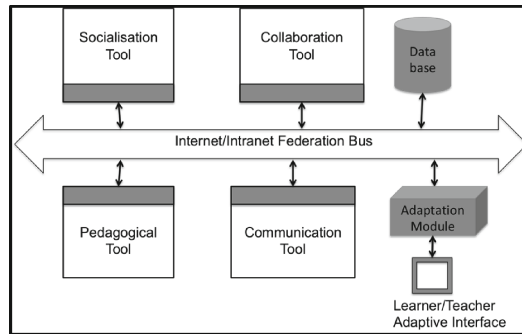 Socialisation
Tool
Collaboration
Tool
Data
base
Internet/Intranet Federation Bus
Pedagogical
Tool
Communication
Tool
Adaptation
Module
Learner/Teacher
Adaptive Interface